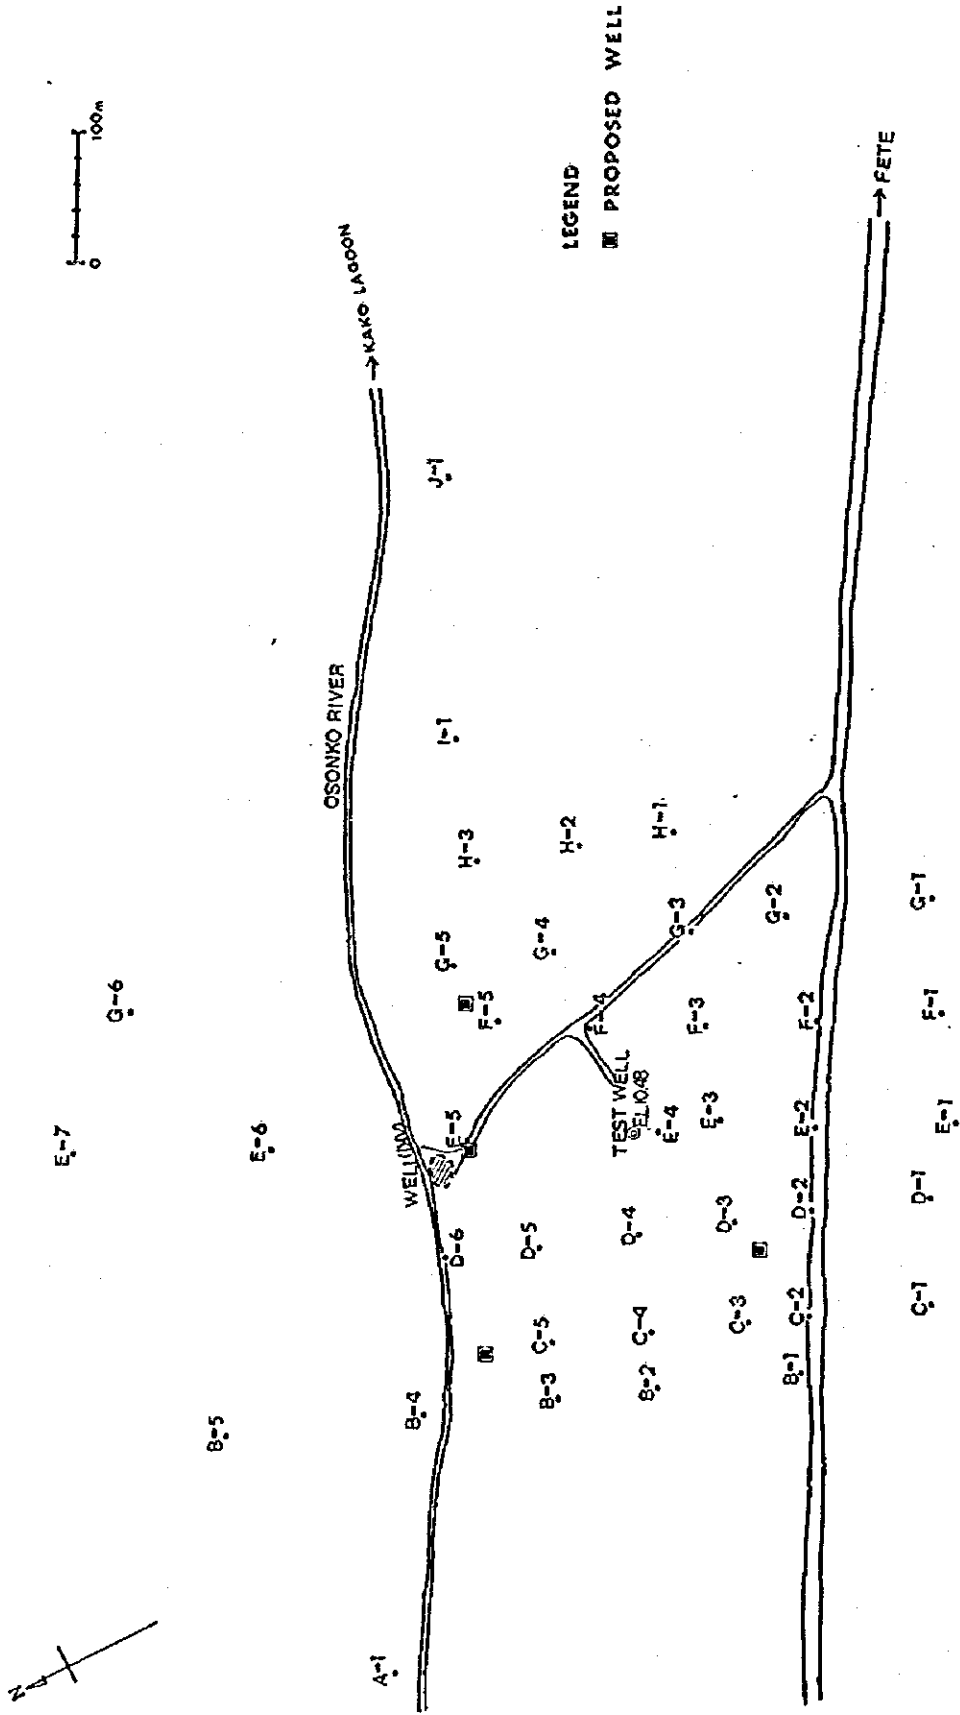 N
0 100m
→KAKO LAGOON
OSONKO RIVER
LEGEND
PROPOSED WELL
→FETE
A-1
B-5
B-4
B-3
B-2
B-1
C-5
C-4
C-3
C-2
C-1
D-6
D-5
D-4
D-3
D-2
D-1
E-7
E-6
WELL
E-5
TEST WELL
EL10.48
E-4
E-3
E-2
E-1
G-6
F-5
F-4
F-3
F-2
F-1
G-5
G-4
G-3
G-2
G-1
H-3
H-2
H-1
I-1
J-1